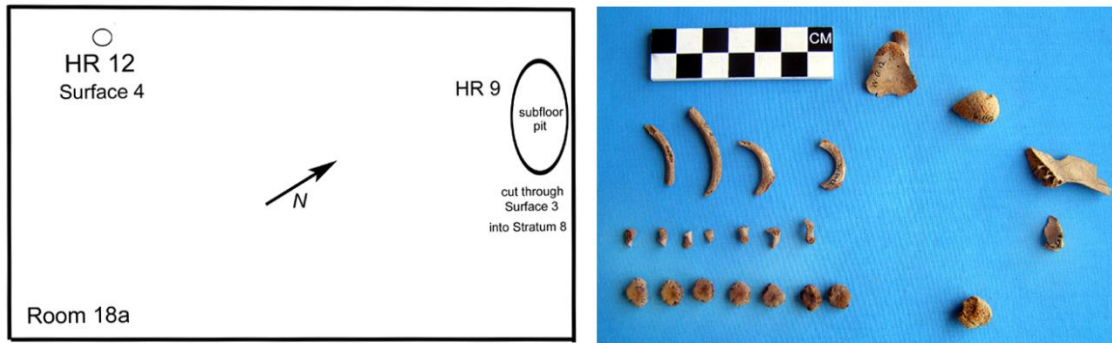 HR 12
Surface 4
HR 9
subfloor
pit
N
cut through
Surface 3
into Stratum 8
Room 18a
CM